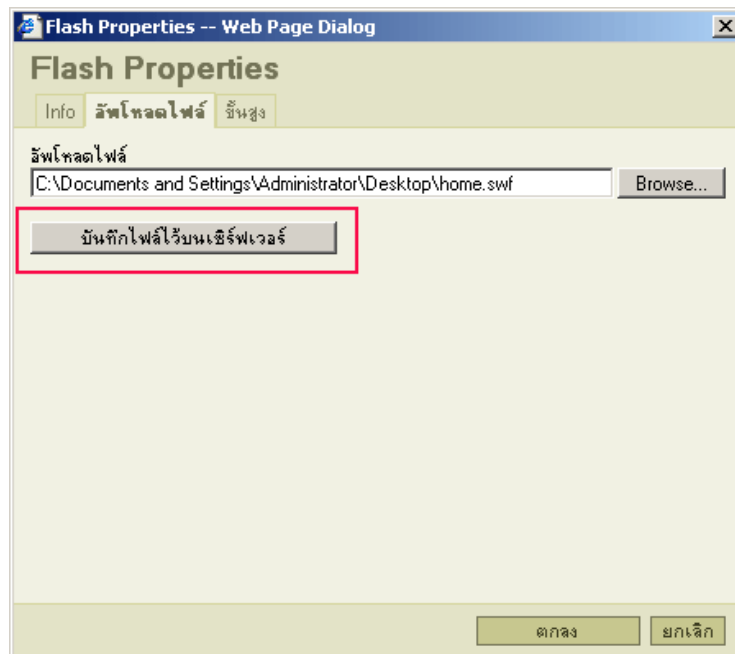 Flash Properties -- Web Page Dialog
Flash Properties
Info อัพโหลดไฟล์ ขั้นสูง
อัพโหลดไฟล์
C:\Documents and Settings\Administrator\Desktop\home.swf Browse...
บันทึกไฟล์ไว้บนเซิร์ฟเวอร์
ตกลง ยกเลิก